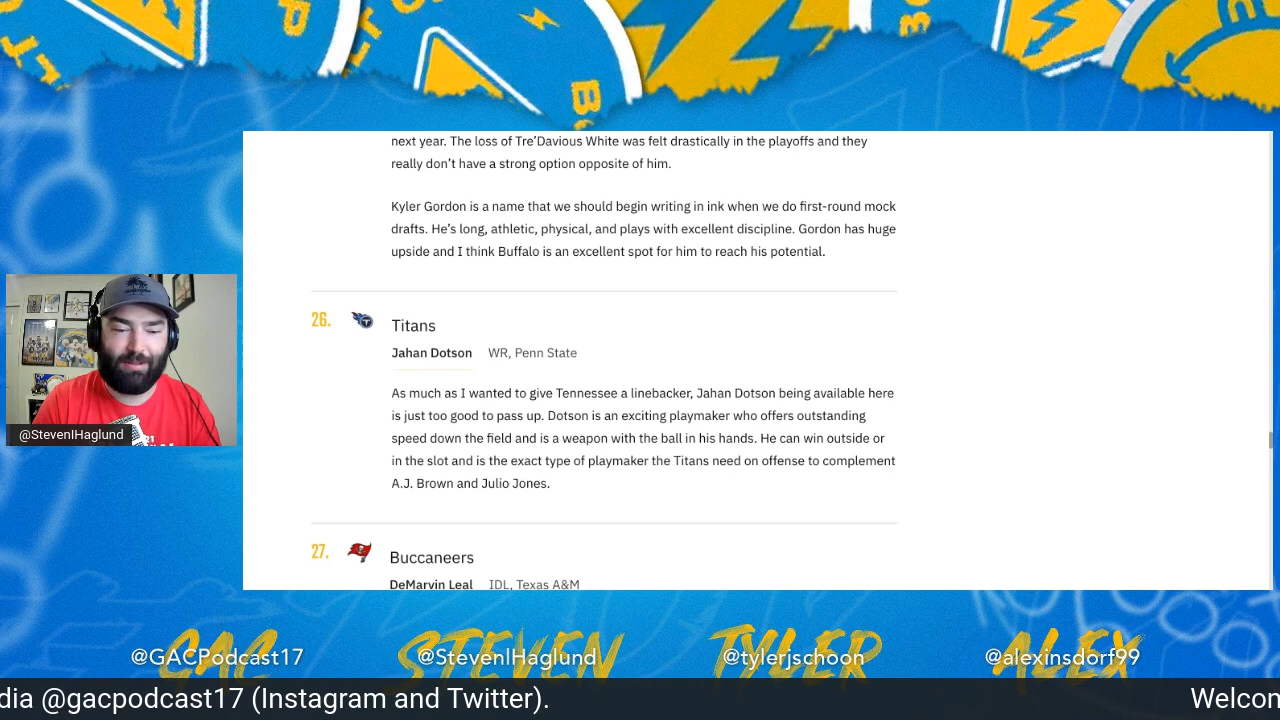 next year. The loss of Tre’Davious White was felt drastically in the playoffs and they
really don’t have a strong option opposite of him.
Kyler Gordon is a name that we should begin writing in ink when we do first-round mock
drafts. He’s long, athletic, physical, and plays with excellent discipline. Gordon has huge
upside and I think Buffalo is an excellent spot for him to reach his potential.
26.
Titans
Jahan Dotson WR, Penn State
As much as I wanted to give Tennessee a linebacker, Jahan Dotson being available here
is just too good to pass up. Dotson is an exciting playmaker who offers outstanding
speed down the field and is a weapon with the ball in his hands. He can win outside or
in the slot and is the exact type of playmaker the Titans need on offense to complement
A.J. Brown and Julio Jones.
27.
Buccaneers
DeMarvin Leal IDL, Texas A&M
@StevenIHaglund
GAC STEVEN TYLER ALEX
@GACPodcast17 @StevenIHaglund @tylerjschoon @alexinsdorf99
dia @gacpodcast17 (Instagram and Twitter). Welcon